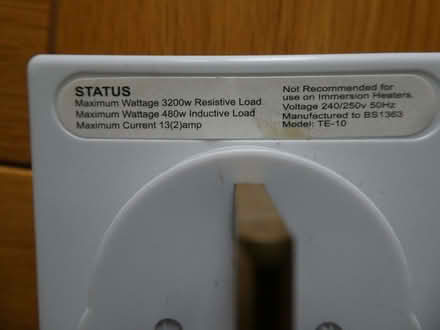 STATUS
Maximum Wattage 3200w Resistive Load
Maximum Wattage 480w Inductive Load
Maximum Current 13(2)amp
Not Recommended for
use on Immersion Heaters.
Voltage 240/250v 50Hz
Manufactured to BS1363
Model: TE-10